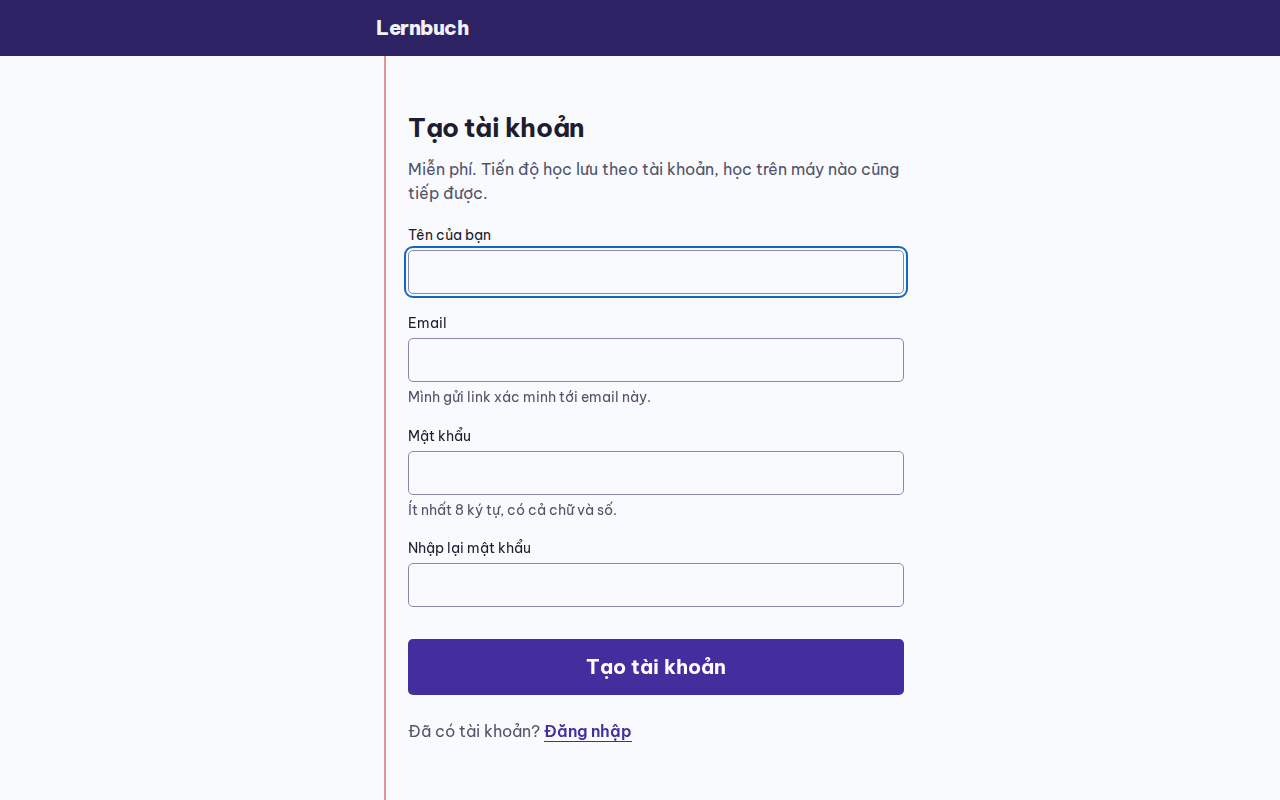 Lernbuch
Tạo tài khoản
Miễn phí. Tiến độ học lưu theo tài khoản, học trên máy nào cũng
tiếp được.
Tên của bạn
Email
Mình gửi link xác minh tới email này.
Mật khẩu
Ít nhất 8 ký tự, có cả chữ và số.
Nhập lại mật khẩu
Tạo tài khoản
Đã có tài khoản? Đăng nhập